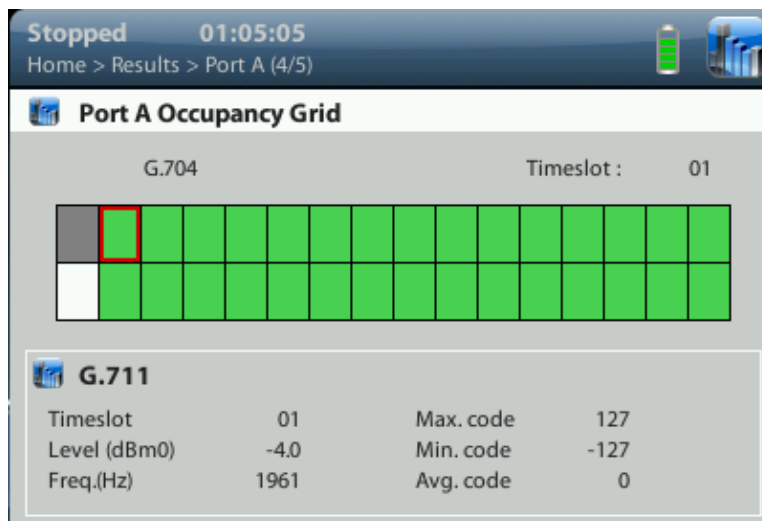 Stopped 01:05:05
Home > Results > Port A (4/5)
Port A Occupancy Grid
G.704 Timeslot : 01
G.711
Timeslot 01 Max. code 127
Level (dBm0) -4.0 Min. code -127
Freq.(Hz) 1961 Avg. code 0